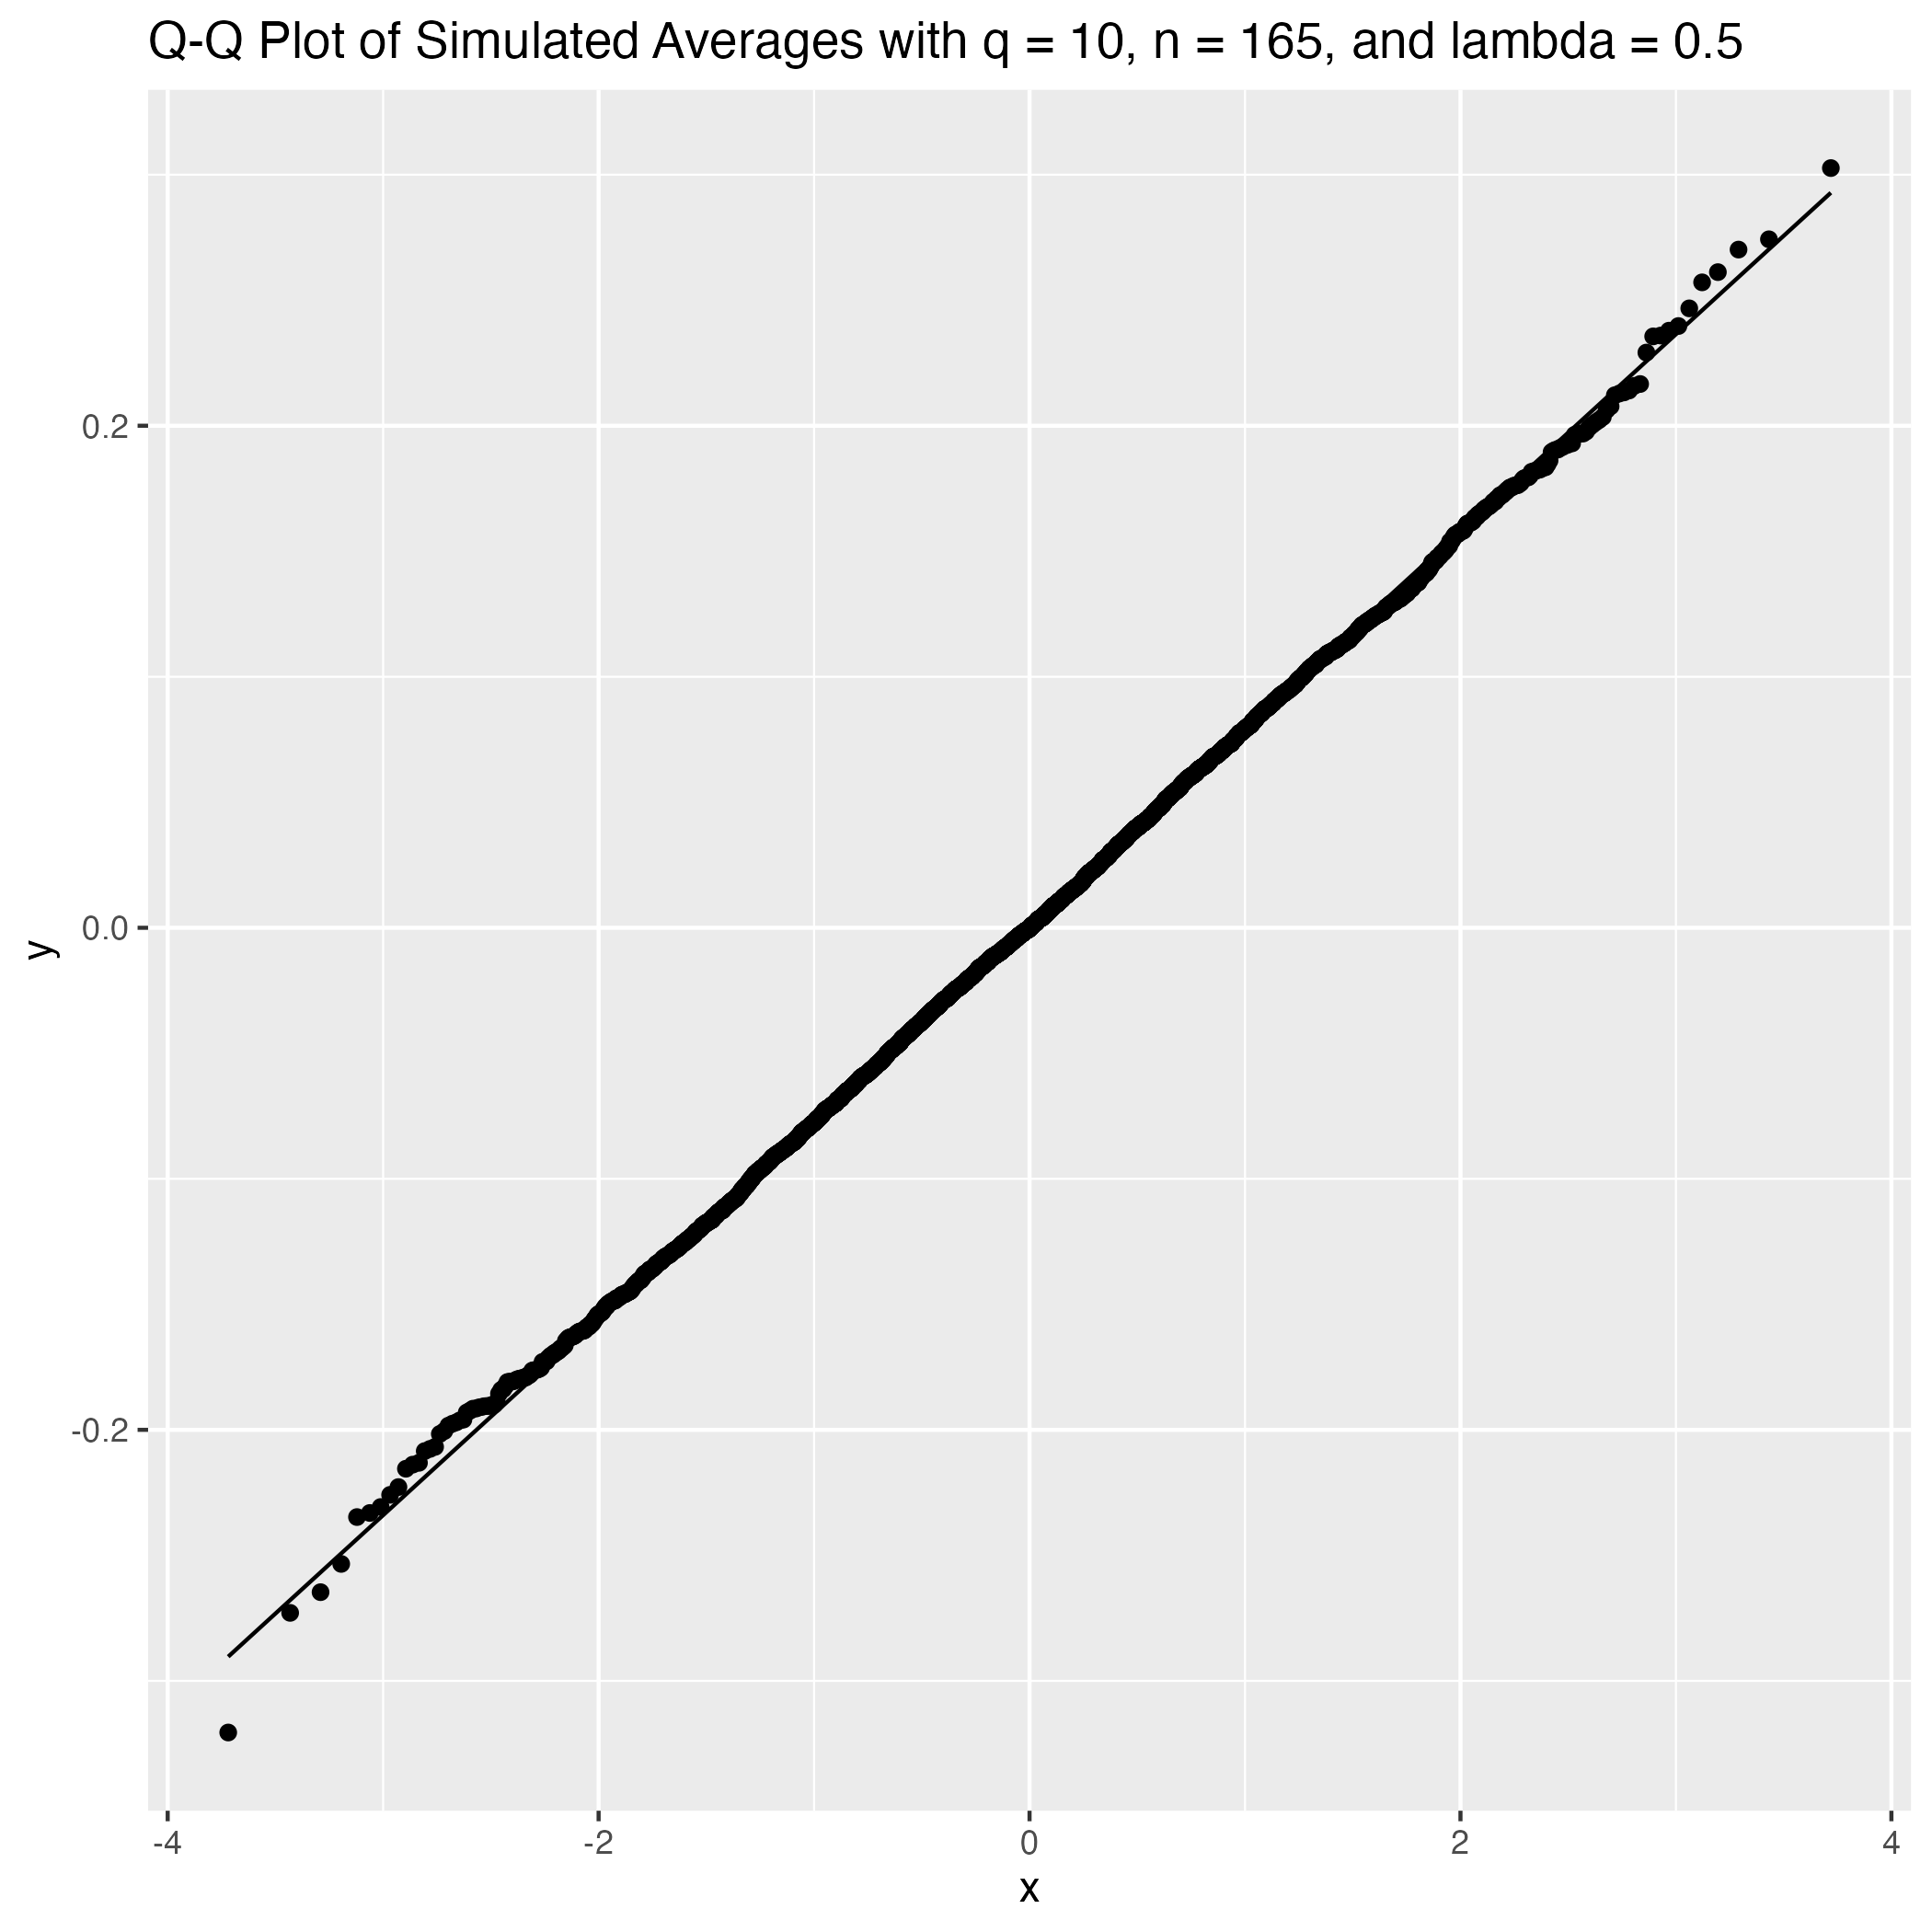 Q-Q Plot of Simulated Averages with q = 10, n = 165, and lambda = 0.5
0.2
0.0
-0.2
y
-4 -2 0 2 4
x